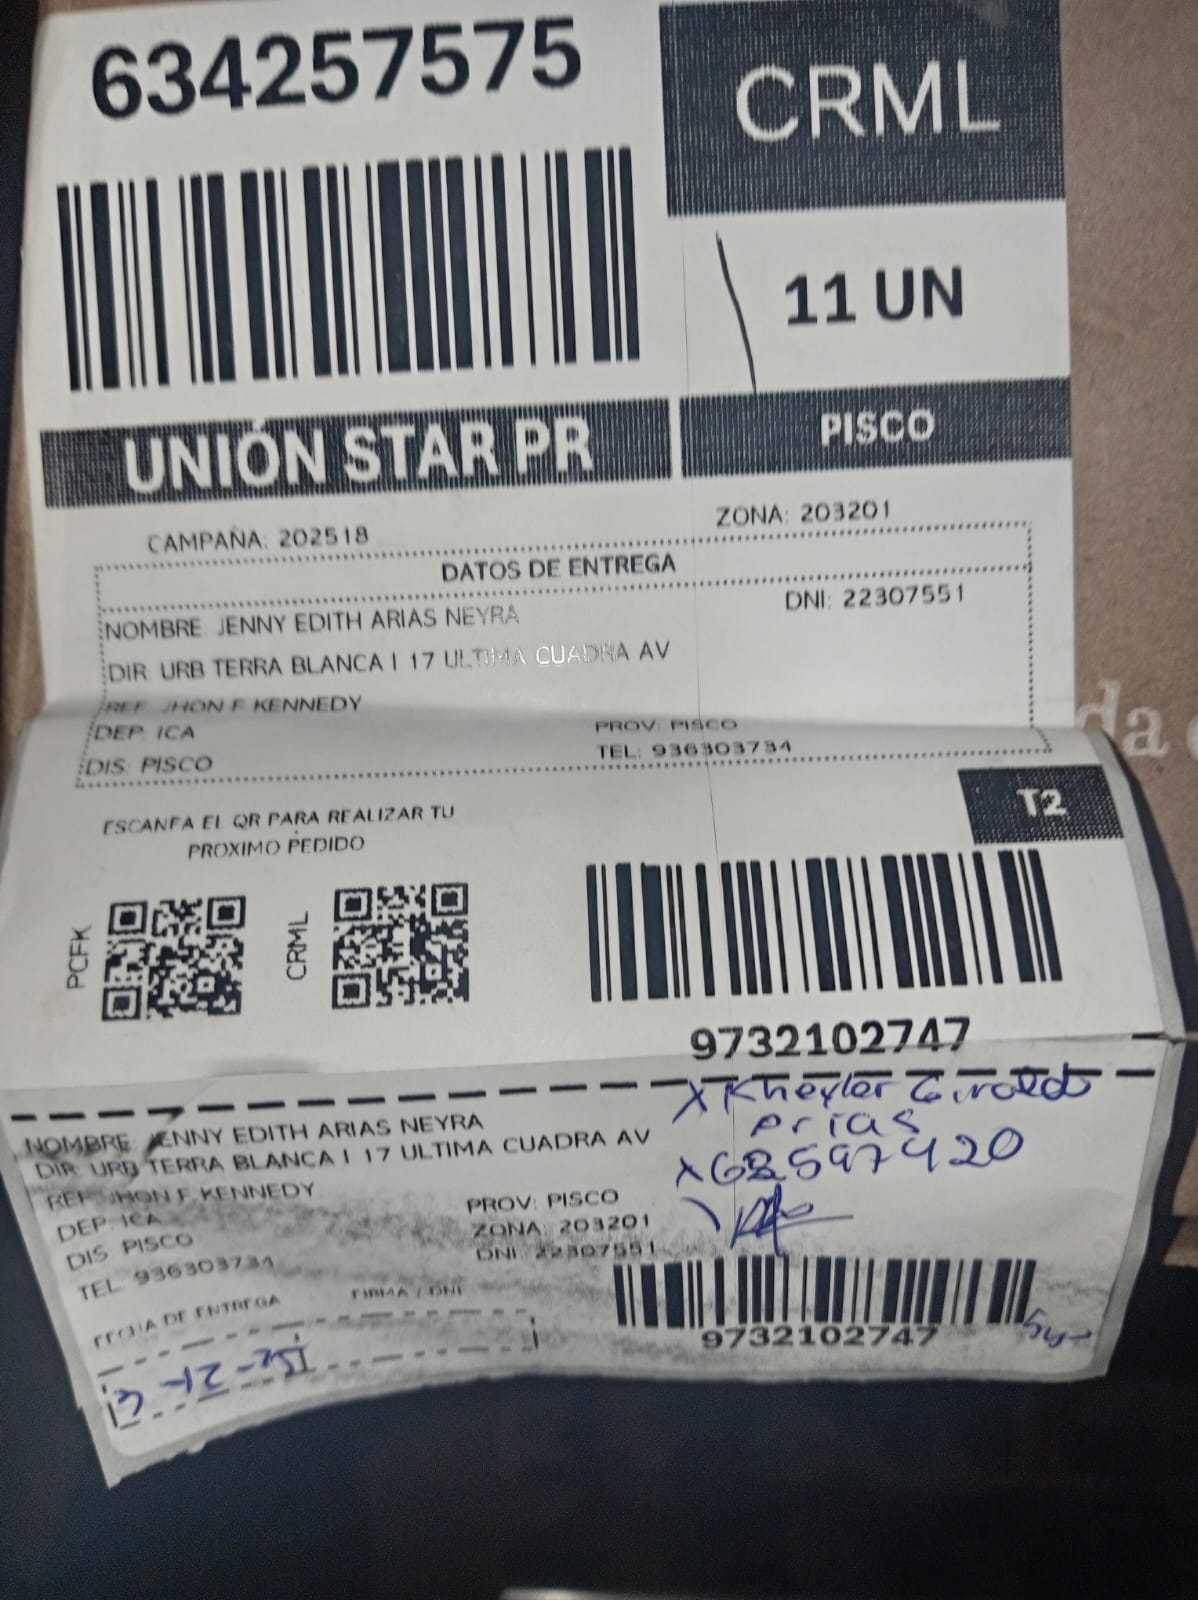 634257575
CRML
11 UN
UNIÓN STAR PR
PISCO
CAMPAÑA: 202518
ZONA: 203201
DATOS DE ENTREGA
NOMBRE: JENNY EDITH ARIAS NEYRA
DNI: 22307551
DIR: URB TERRA BLANCA I 17 ULTIMA CUADRA AV
REF: JHON F KENNEDY
DEP: ICA
PROV: PISCO
DIS: PISCO
TEL: 936303734
T2
ESCANEA EL QR PARA REALIZAR TU
PROXIMO PEDIDO
PCFK
CRML
9732102747
X Kheyler Giraldo
Arias
NOMBRE: JENNY EDITH ARIAS NEYRA
DIR: URB TERRA BLANCA I 17 ULTIMA CUADRA AV
REF: JHON F KENNEDY
DEP: ICA
DIS: PISCO
TEL: 936303734
PROV: PISCO
ZONA: 203201
DNI: 22307551
FECHA DE ENTREGA
FIRMA / DNI
9732102747
da